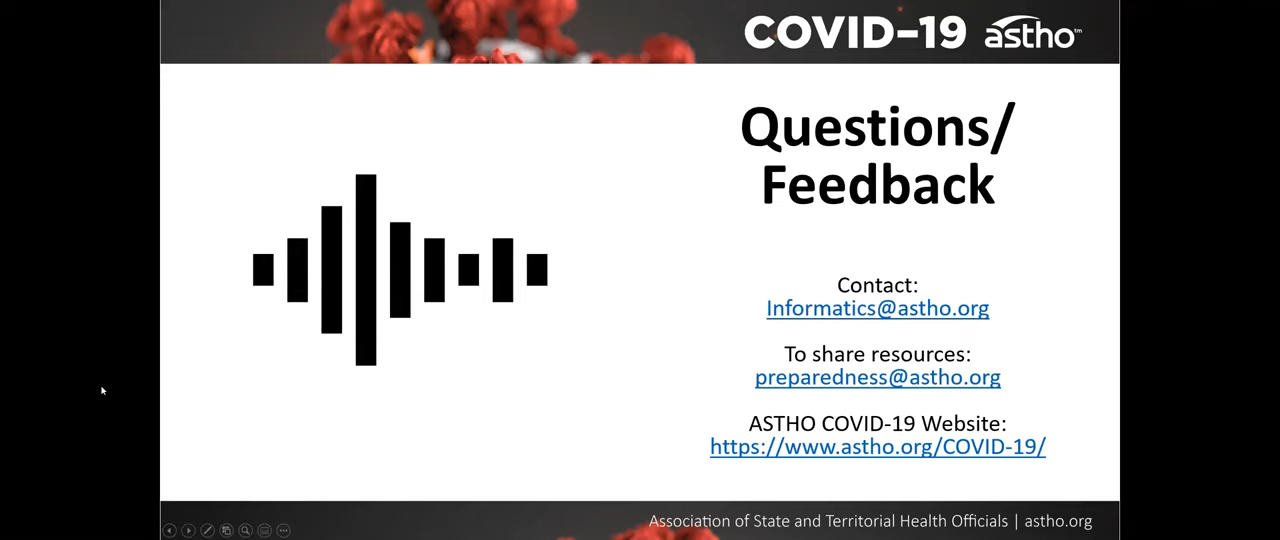 COVID-19 astho™
Questions/
Feedback
Contact:
Informatics@astho.org
To share resources:
preparedness@astho.org
ASTHO COVID-19 Website:
https://www.astho.org/COVID-19/
Association of State and Territorial Health Officials | astho.org